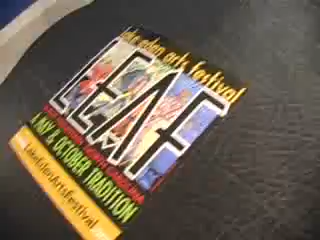 lake eden arts festival
LEAF
A MAY & OCTOBER TRADITION
LakeEdenArtsFestival